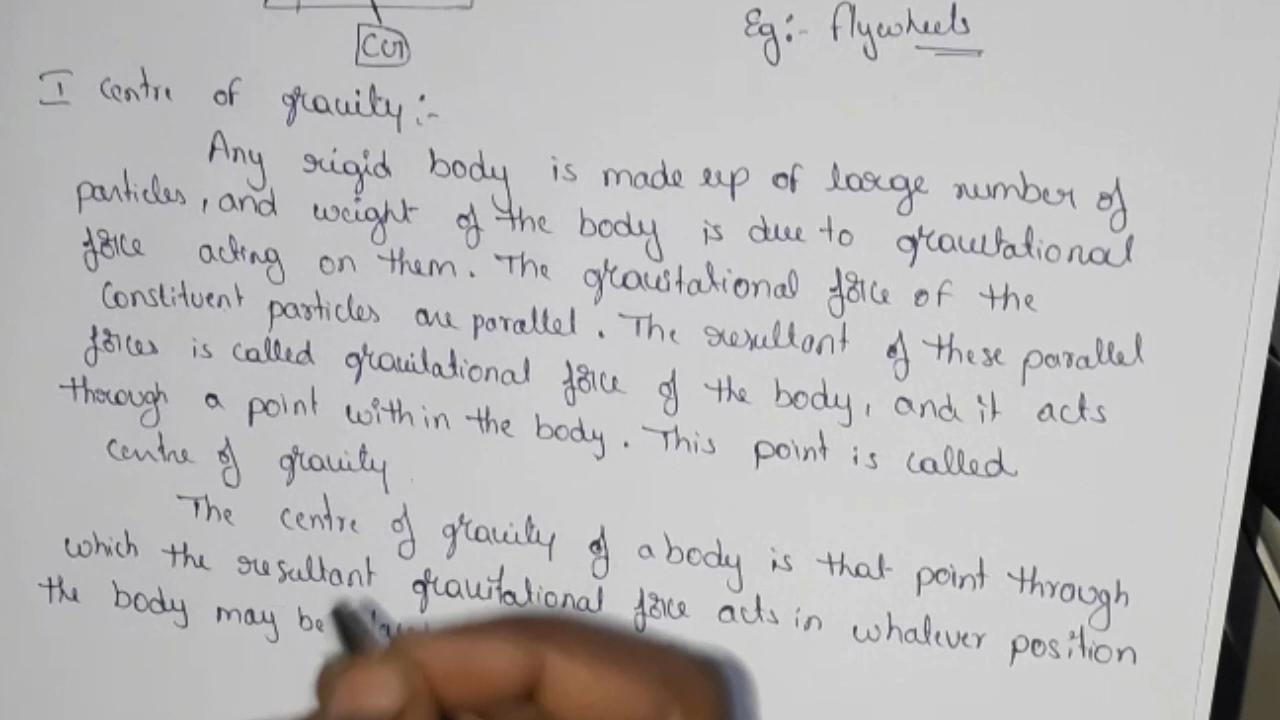 Eg:- flywheels
CG
I centre of gravity:-
Any rigid body is made up of large number of
particles, and weight of the body is due to gravitational
force acting on them. The gravitational force of the
constituent particles are parallel. The resultant of these parallel
forces is called gravitational force of the body, and it acts
through a point within the body. This point is called
centre of gravity.
The centre of gravity of a body is that point through
which the resultant gravitational force acts in whatever position
the body may be